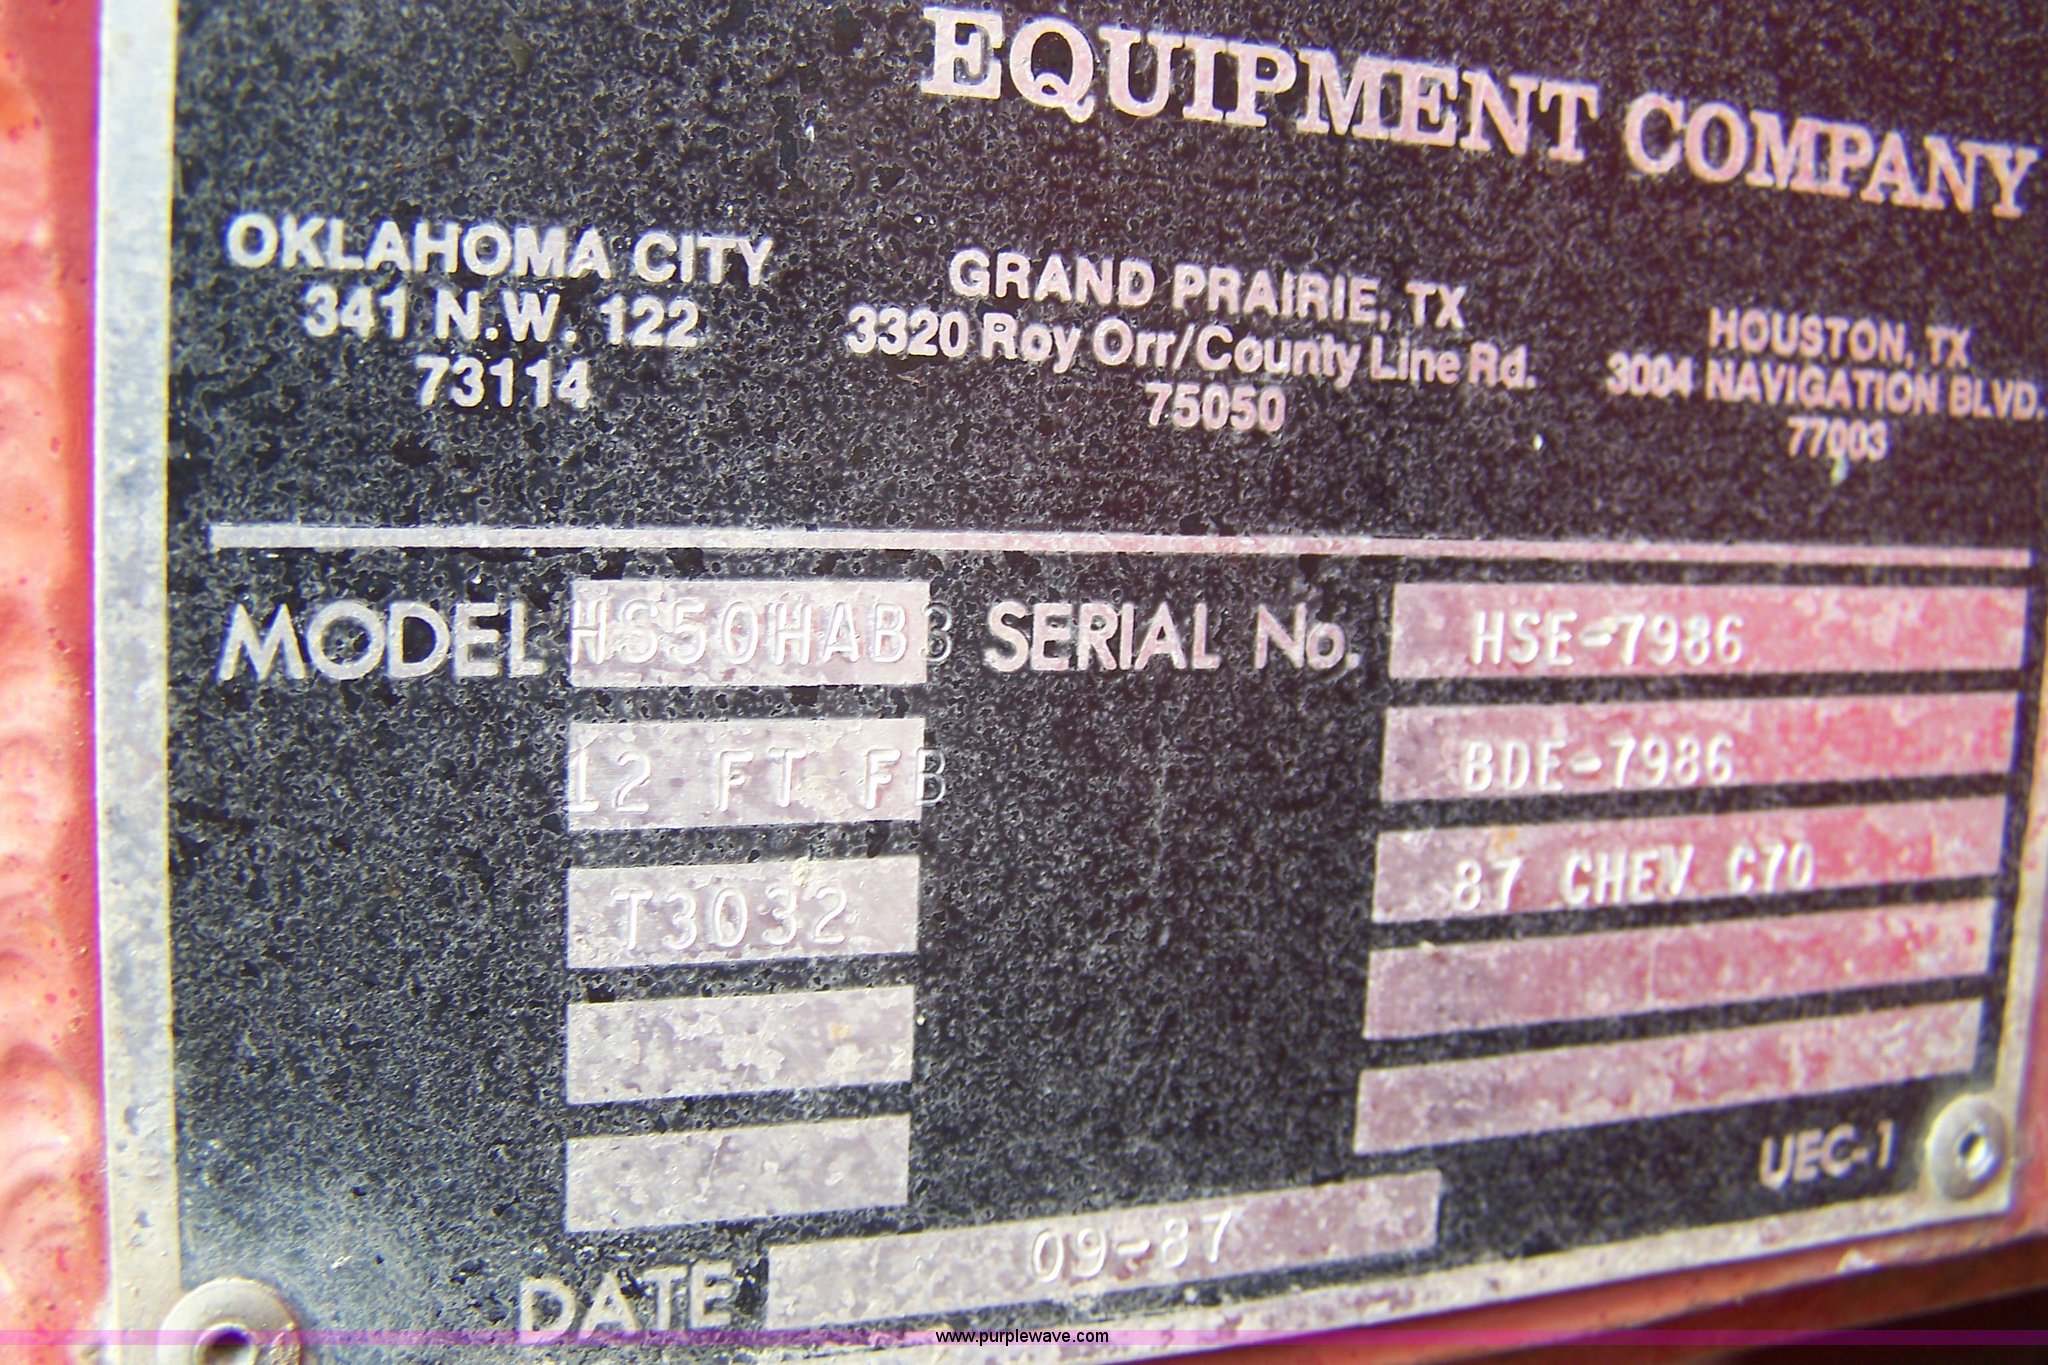 EQUIPMENT COMPANY
OKLAHOMA CITY
341 N.W. 122
73114
GRAND PRAIRIE, TX
3320 Roy Orr/County Line Rd.
75050
HOUSTON, TX
3004 NAVIGATION BLVD.
77003
MODEL HS50HAB3 SERIAL No. HSE-7986
12 FT FB BDE-7986
T3032 87 CHEV C70
UEC-1
DATE 09-87
www.purplewave.com